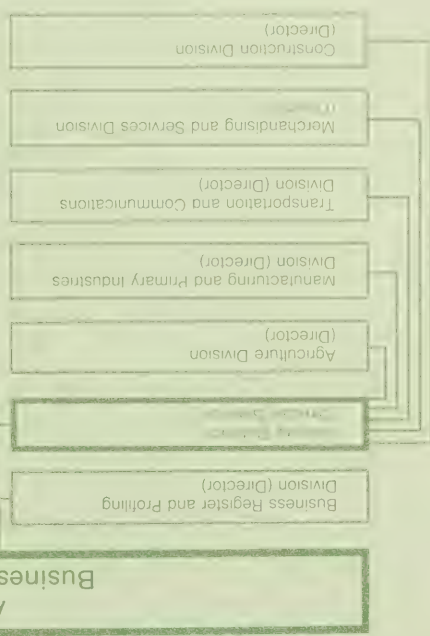 Business
Business Register and Profiling
Division (Director)
Agriculture Division
(Director)
Manufacturing and Primary Industries
Division (Director)
Transportation and Communications
Division (Director)
Merchandising and Services Division
Construction Division
(Director)